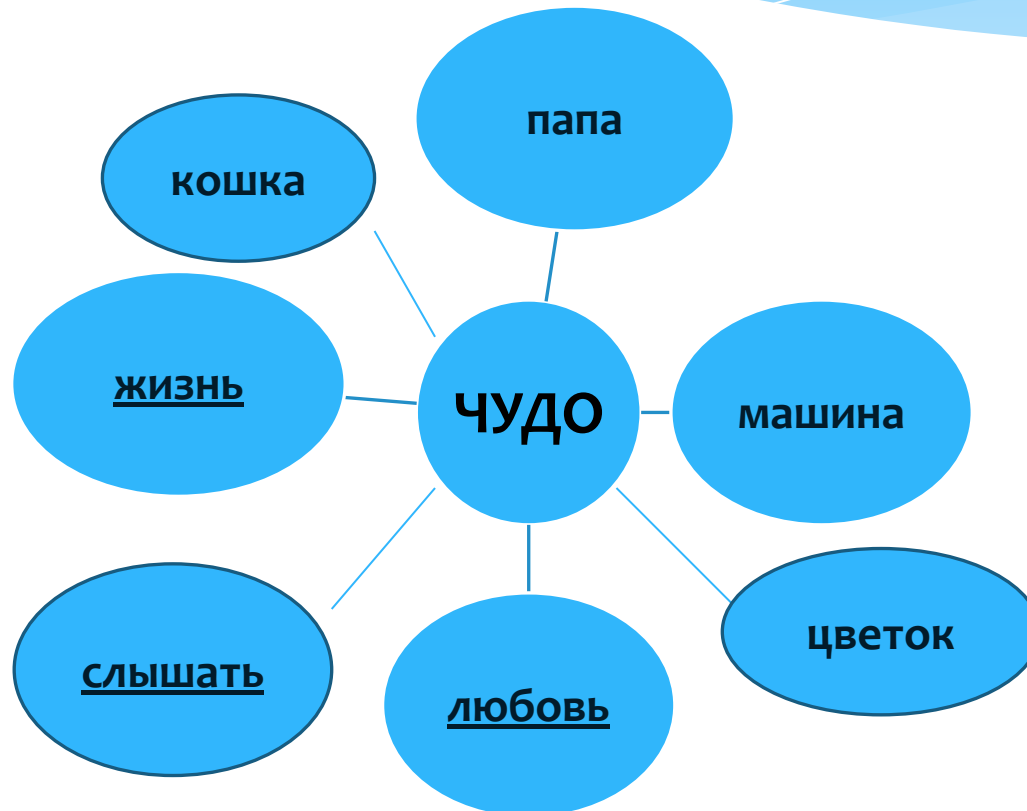 папа
кошка
жизнь
ЧУДО
машина
цветок
слышать
любовь